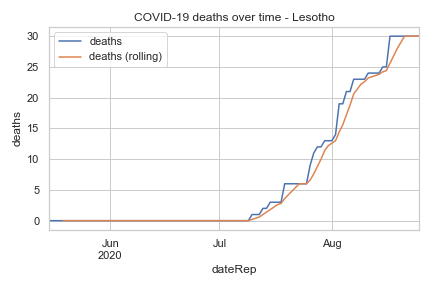 COVID-19 deaths over time - Lesotho
deaths
deaths (rolling)
deaths
30
25
20
15
10
5
0
Jun
2020
Jul
Aug
dateRep